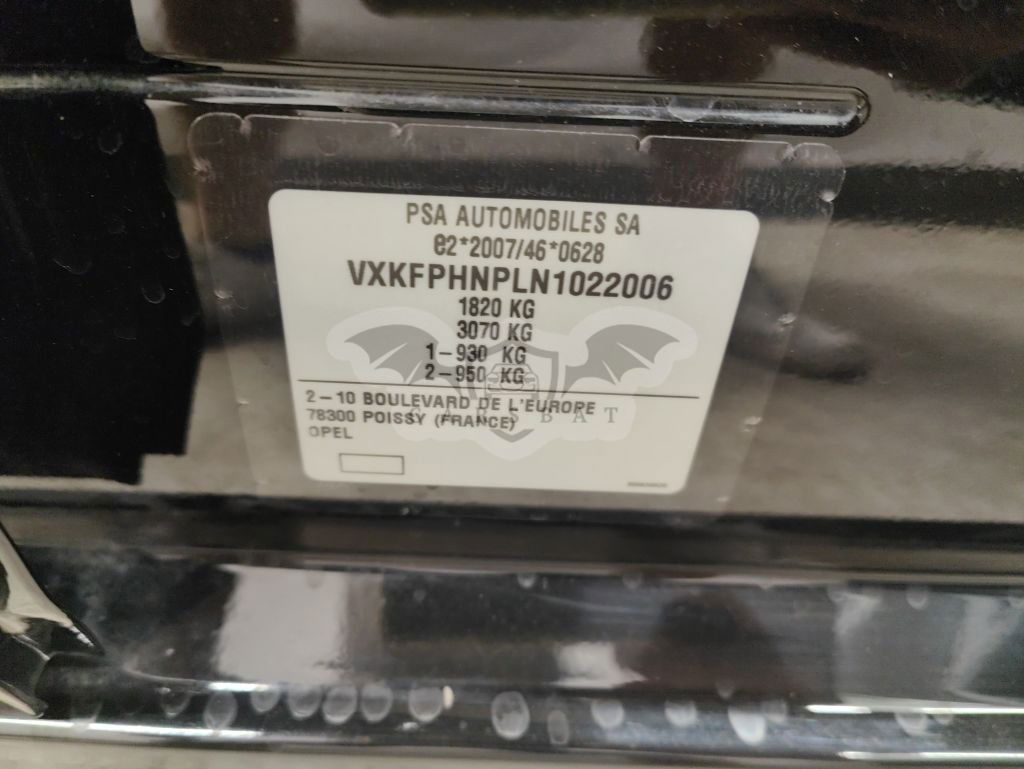 PSA AUTOMOBILES SA
e2*2007/46*0628
VXKFPHNPLN1022006
1820 KG
3070 KG
1-930 KG
2-950 KG
2-10 BOULEVARD DE L'EUROPE
78300 POISSY (FRANCE)
OPEL
CARSBAT